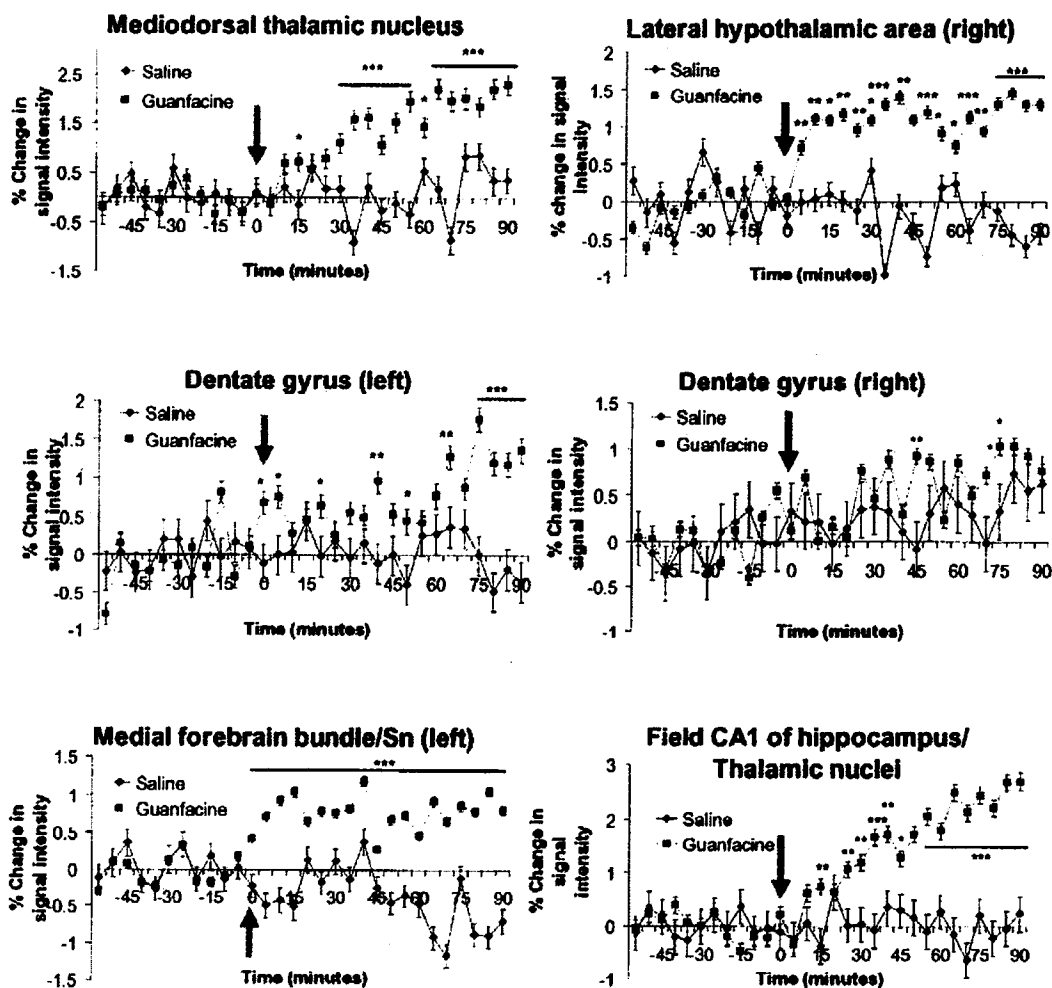 Mediodorsal thalamic nucleus
% Change in
signal intensity
2.5
1.5
0.5
-0.5
-1.5
Saline
Guanfacine
*
***
*
***
-45 -30 -15 0 15 30 45 60 75 90
Time (minutes)
Lateral hypothalamic area (right)
% change in signal
intensity
2
1.5
1
0.5
0
-0.5
-1
Saline
Guanfacine
** ** * ** ** * *** ** * *** * * * *** ** ***
-45 -30 -15 0 15 30 45 60 75 90
Time (minutes)
Dentate gyrus (left)
% Change in
signal intensity
2
1.5
1
0.5
0
-0.5
-1
Saline
Guanfacine
* * * ** * ** ***
-45 -30 -15 0 15 30 45 60 75 90
Time (minutes)
Dentate gyrus (right)
% Change in
signal intensity
1.5
1
0.5
0
-0.5
-1
Saline
Guanfacine
** * *
-45 -30 -15 0 15 30 45 60 75 90
Time (minutes)
Medial forebrain bundle/Sn (left)
% Change in
signal intensity
1.5
1
0.5
0
-0.5
-1
-1.5
Saline
Guanfacine
***
-45 -30 -15 0 15 30 45 60 75 90
Time (minutes)
Field CA1 of hippocampus/
Thalamic nuclei
% Change in
signal
intensity
3
2
1
0
-1
Saline
Guanfacine
** ** ** *** ** * ***
-45 -30 -15 0 15 30 45 60 75 90
Time (minutes)